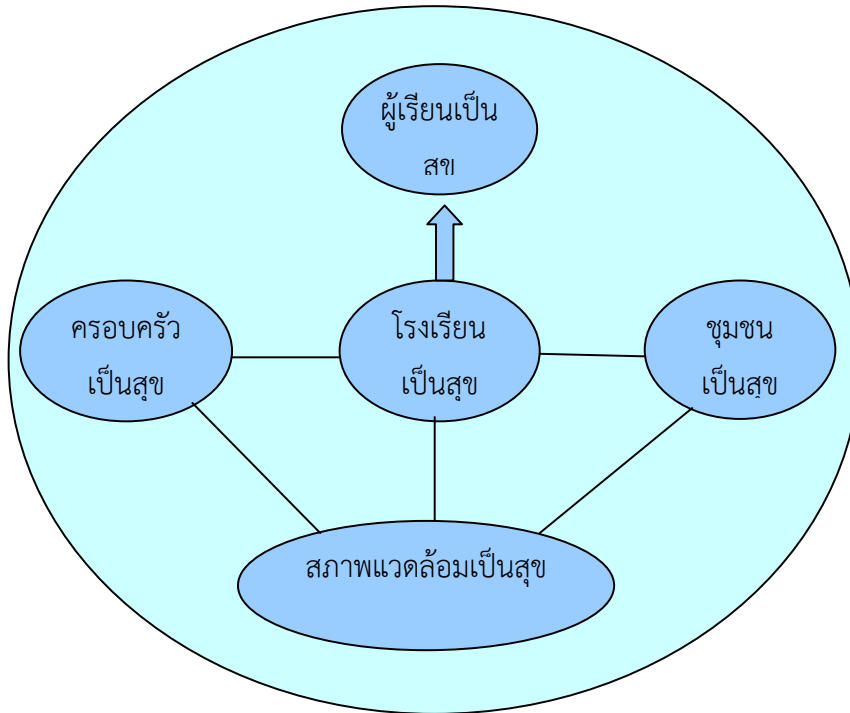 ผู้เรียนเป็น
สุข
ครอบครัว
เป็นสุข
โรงเรียน
เป็นสุข
ชุมชน
เป็นสุข
สภาพแวดล้อมเป็นสุข